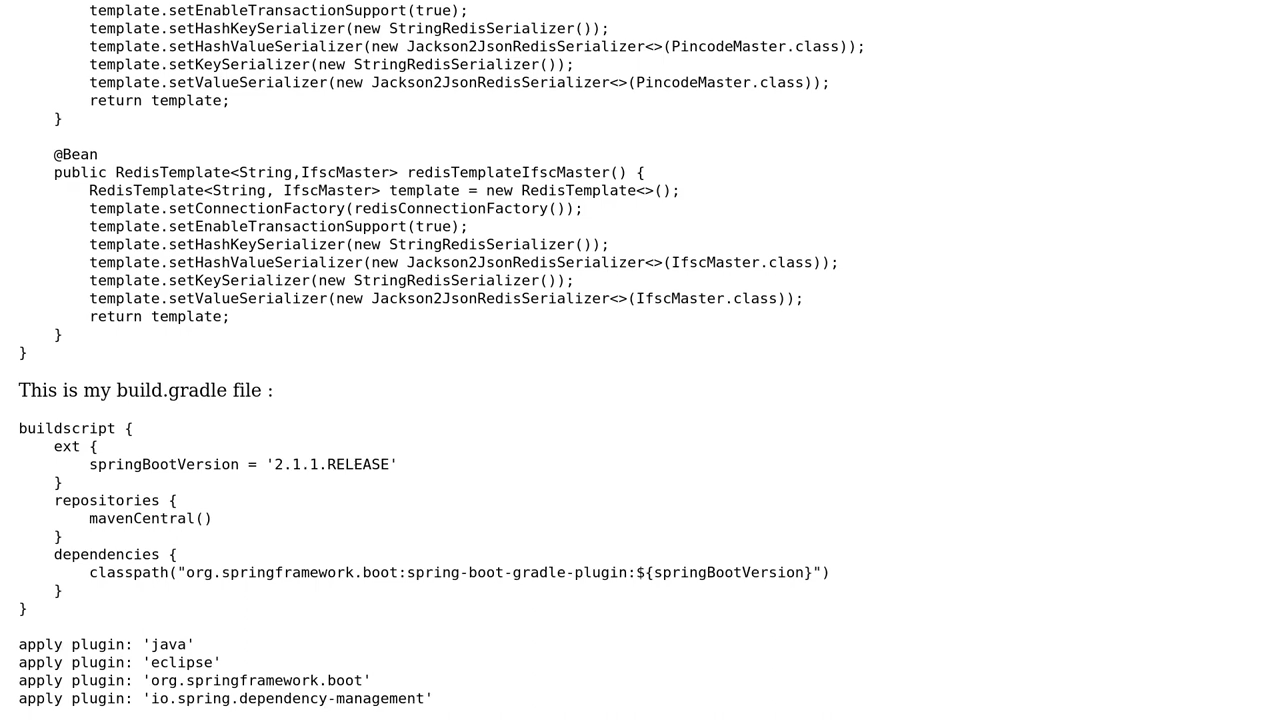 template.setEnableTransactionSupport(true);
        template.setHashKeySerializer(new StringRedisSerializer());
        template.setHashValueSerializer(new Jackson2JsonRedisSerializer<>(PincodeMaster.class));
        template.setKeySerializer(new StringRedisSerializer());
        template.setValueSerializer(new Jackson2JsonRedisSerializer<>(PincodeMaster.class));
        return template;
    }

    @Bean
    public RedisTemplate<String,IfscMaster> redisTemplateIfscMaster() {
        RedisTemplate<String, IfscMaster> template = new RedisTemplate<>();
        template.setConnectionFactory(redisConnectionFactory());
        template.setEnableTransactionSupport(true);
        template.setHashKeySerializer(new StringRedisSerializer());
        template.setHashValueSerializer(new Jackson2JsonRedisSerializer<>(IfscMaster.class));
        template.setKeySerializer(new StringRedisSerializer());
        template.setValueSerializer(new Jackson2JsonRedisSerializer<>(IfscMaster.class));
        return template;
    }
}

This is my build.gradle file :

buildscript {
    ext {
        springBootVersion = '2.1.1.RELEASE'
    }
    repositories {
        mavenCentral()
    }
    dependencies {
        classpath("org.springframework.boot:spring-boot-gradle-plugin:${springBootVersion}")
    }
}

apply plugin: 'java'
apply plugin: 'eclipse'
apply plugin: 'org.springframework.boot'
apply plugin: 'io.spring.dependency-management'